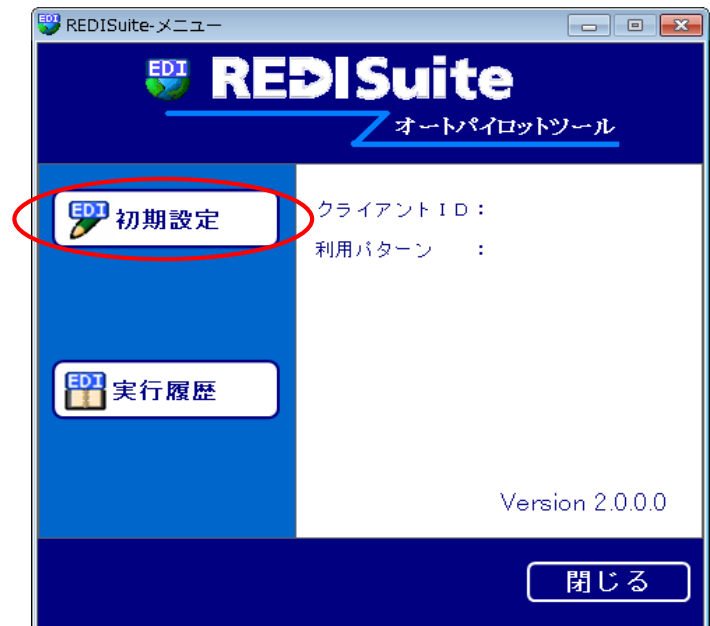 REDISuite-メニュー
EDI REDISuite
オートパイロットツール
EDI 初期設定
クライアントＩＤ：
利用パターン　：
EDI 実行履歴
Version 2.0.0.0
閉じる